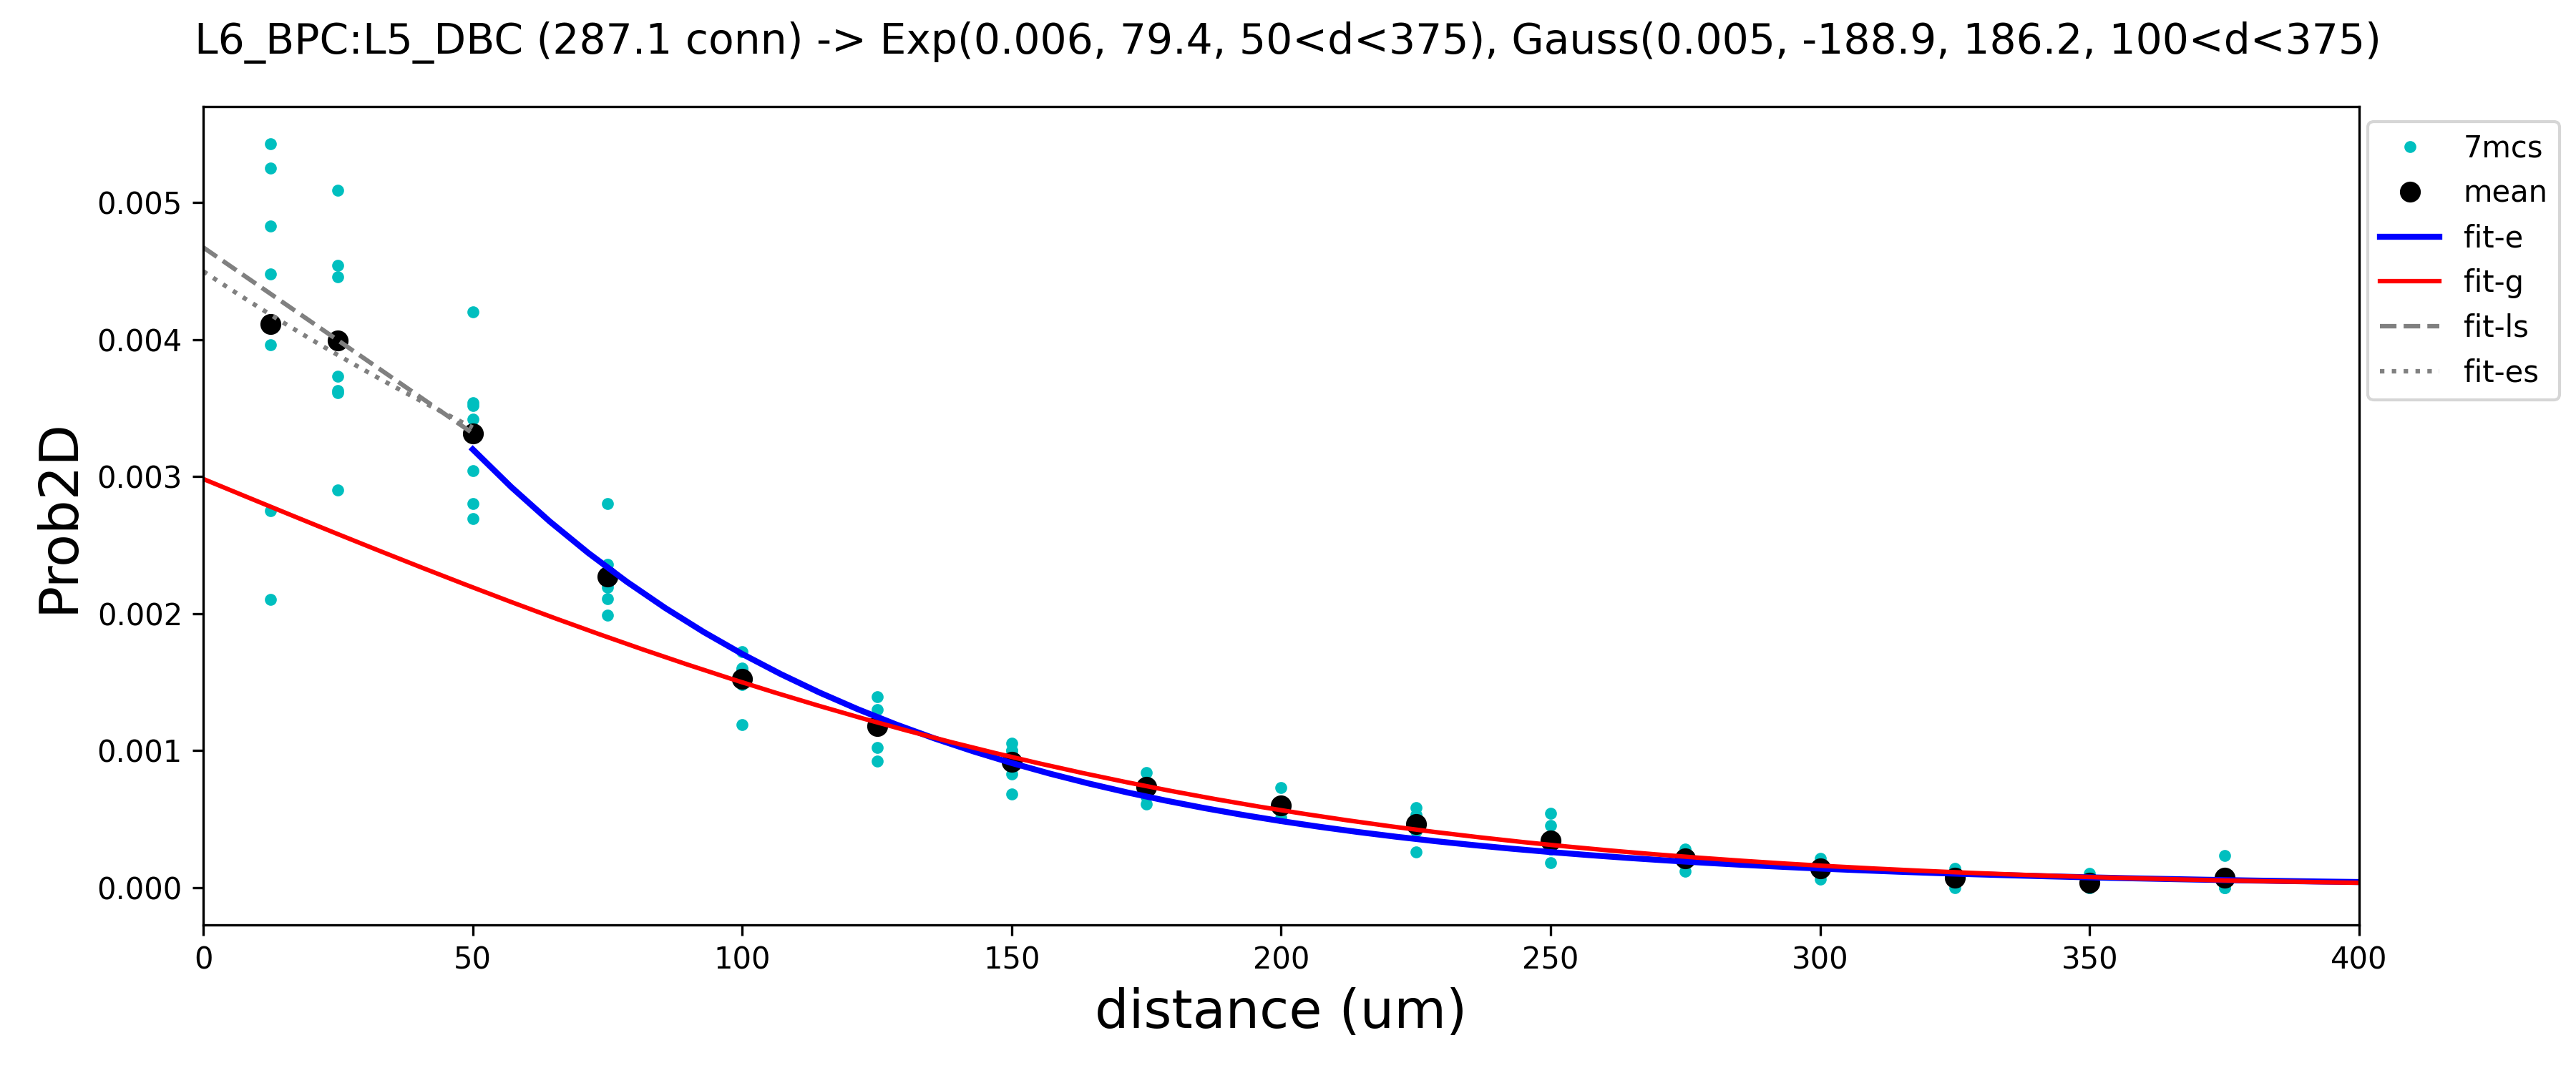 L6_BPC:L5_DBC (287.1 conn) -> Exp(0.006, 79.4, 50<d<375), Gauss(0.005, -188.9, 186.2, 100<d<375)
7mcs
mean
fit-e
fit-g
fit-ls
fit-es
Prob2D
0.005
0.004
0.003
0.002
0.001
0.000
0 50 100 150 200 250 300 350 400
distance (um)